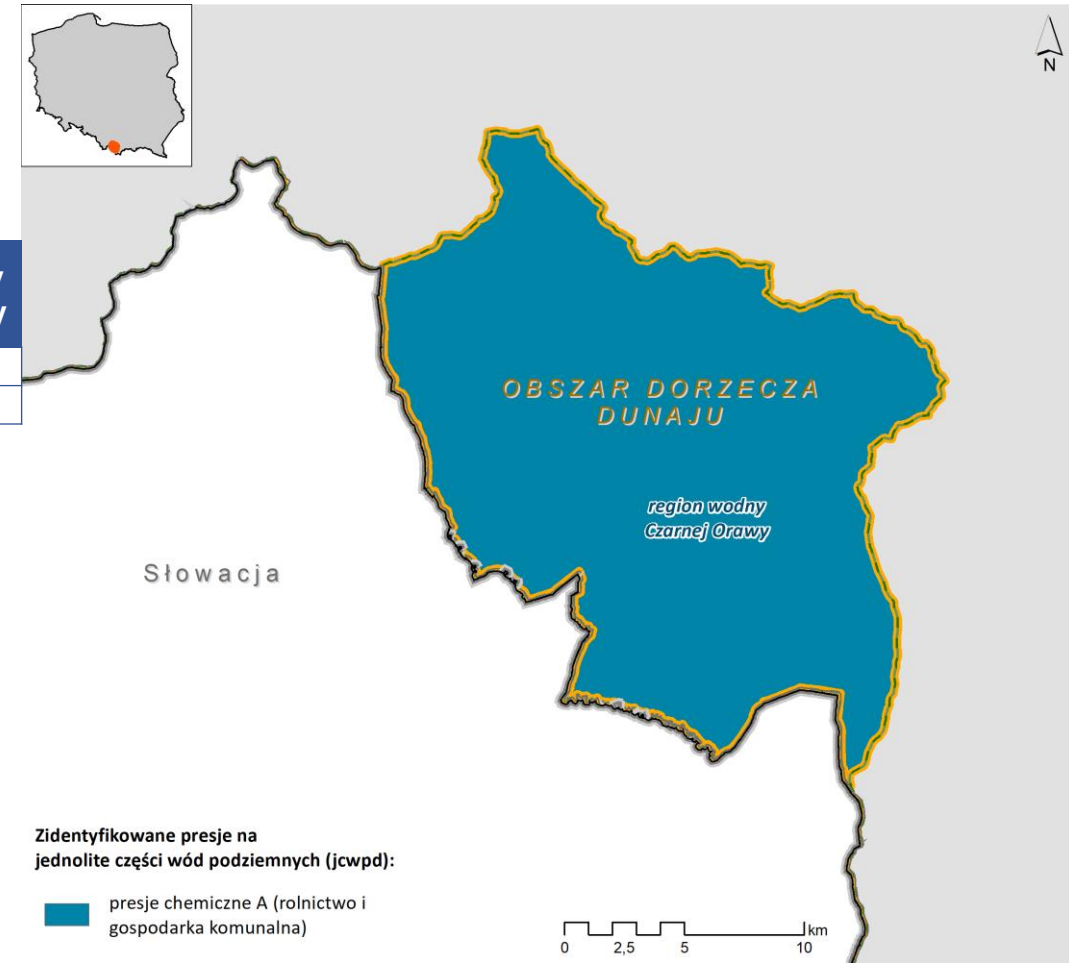 N
y
y
OBSZAR DORZECZA
DUNAJU
region wodny
Czarnej Orawy
Słowacja
Zidentyfikowane presje na
jednolite części wód podziemnych (jcwpd):
presje chemiczne A (rolnictwo i
gospodarka komunalna)
km
0 2,5 5 10